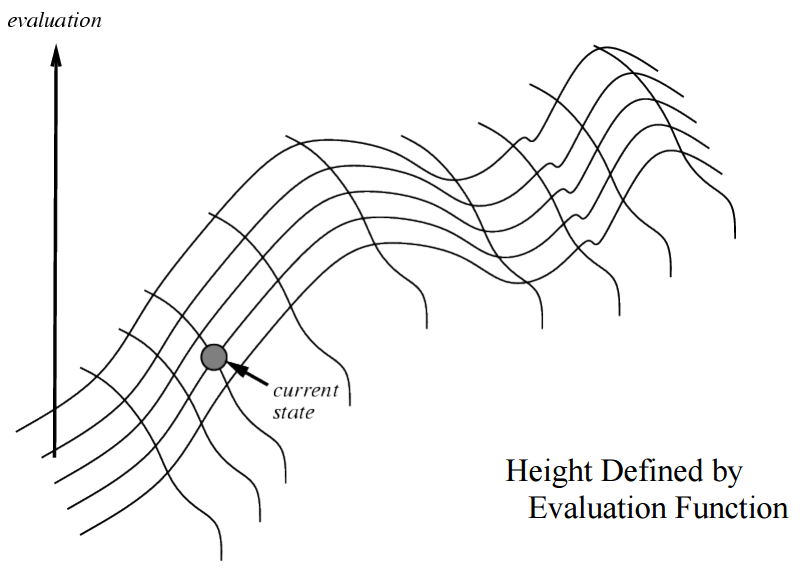 evaluation
current
state
Height Defined by
Evaluation Function